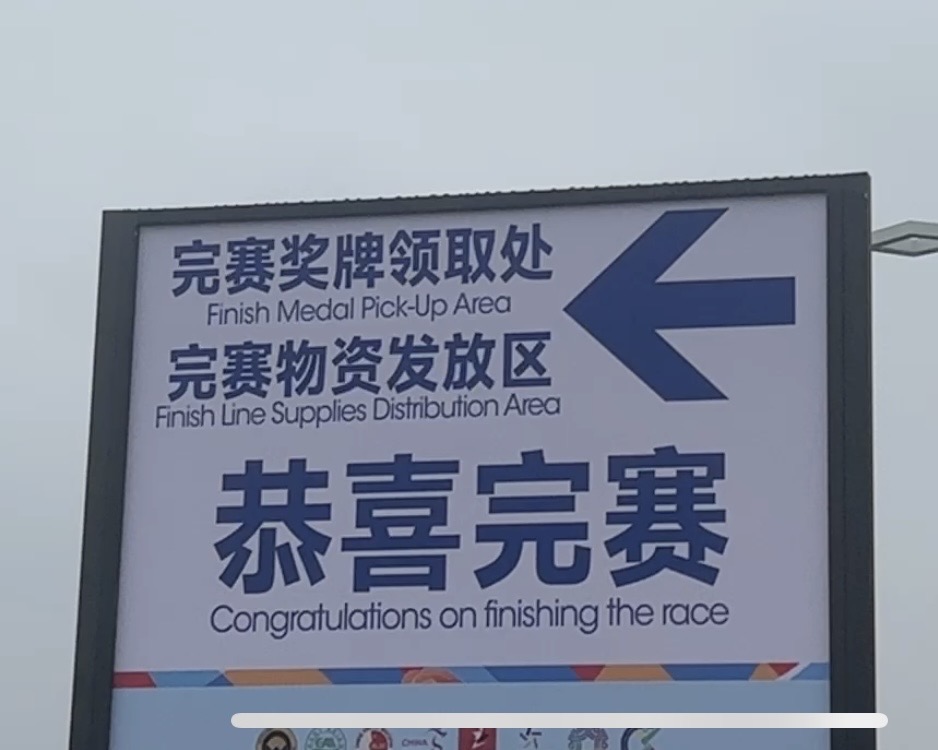 完赛奖牌领取处
Finish Medal Pick-Up Area
完赛物资发放区
Finish Line Supplies Distribution Area
恭喜完赛
Congratulations on finishing the race
CHINA